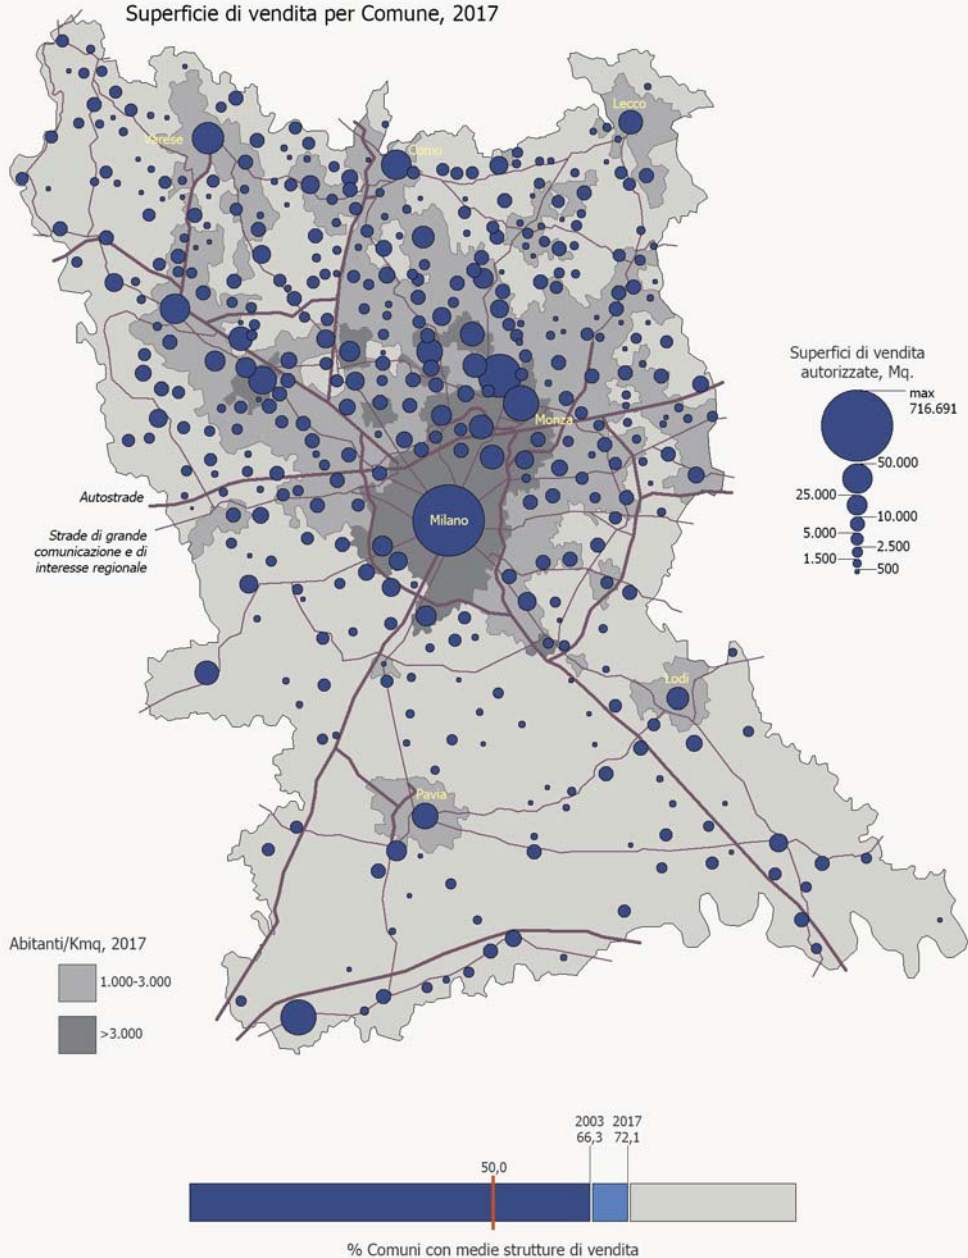 Superficie di vendita per Comune, 2017
Lecco
Varese
Como
Superfici di vendita
autorizzate, Mq.
max
716.691
50.000
25.000
10.000
5.000
2.500
1.500
500
Monza
Autostrade
Milano
Strade di grande
comunicazione e di
interesse regionale
Lodi
Pavia
Abitanti/Kmq, 2017
1.000-3.000
>3.000
2003 2017
66,3 72,1
50,0
% Comuni con medie strutture di vendita